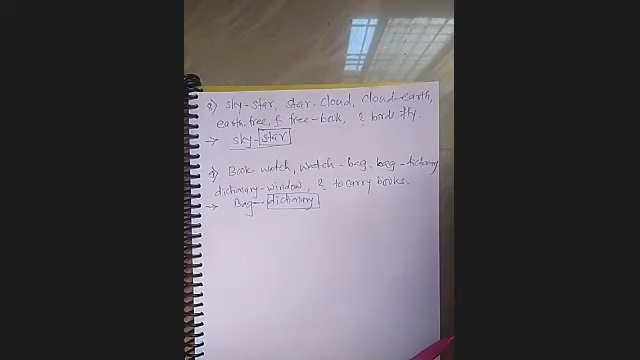 Q) Sky-Star, Star-cloud, Cloud-earth,
earth-tree, & tree-book, ? birds fly.
→ Sky-Star
Q) Book-watch, watch-bag, bag-dictionary
dictionary-window, ? to carry books.
→ Bag-dictionary